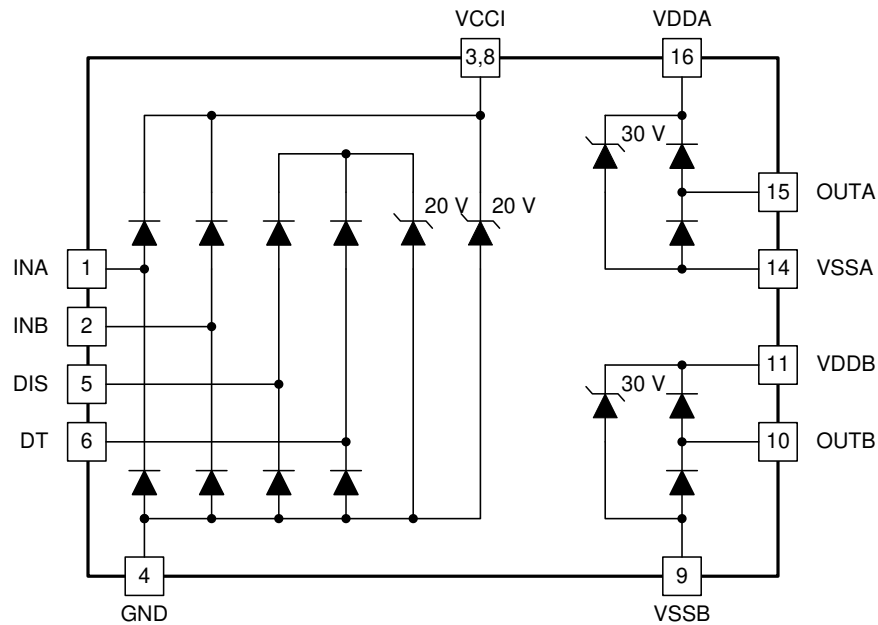 VCCI VDDA
3,8 16
30 V
15 OUTA
20 V 20 V
INA 1 14 VSSA
INB 2
11 VDDB
DIS 5 30 V
DT 6 10 OUTB
4 9
GND VSSB